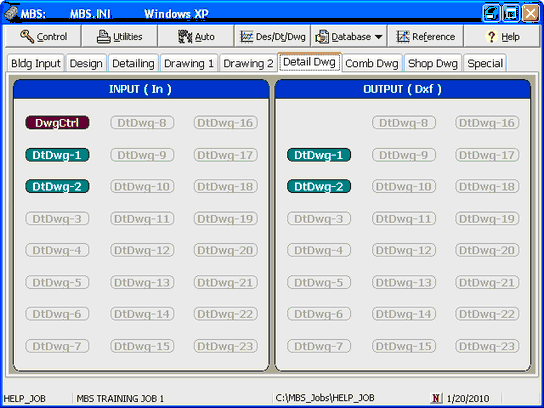 MBS: MBS.INI Windows XP
Control Utilities Auto Des/Dt/Dwg Database Reference ? Help
Bldg Input Design Detailing Drawing 1 Drawing 2 Detail Dwg Comb Dwg Shop Dwg Special
INPUT ( In ) OUTPUT ( Dxf )
DwgCtrl DtDwg-8 DtDwg-16 DtDwg-8 DtDwg-16
DtDwg-1 DtDwg-9 DtDwg-17 DtDwg-1 DtDwg-9 DtDwg-17
DtDwg-2 DtDwg-10 DtDwg-18 DtDwg-2 DtDwg-10 DtDwg-18
DtDwg-3 DtDwg-11 DtDwg-19 DtDwg-3 DtDwg-11 DtDwg-19
DtDwg-4 DtDwg-12 DtDwg-20 DtDwg-4 DtDwg-12 DtDwg-20
DtDwg-5 DtDwg-13 DtDwg-21 DtDwg-5 DtDwg-13 DtDwg-21
DtDwg-6 DtDwg-14 DtDwg-22 DtDwg-6 DtDwg-14 DtDwg-22
DtDwg-7 DtDwg-15 DtDwg-23 DtDwg-7 DtDwg-15 DtDwg-23
HELP_JOB MBS TRAINING JOB 1 C:\MBS_Jobs\HELP_JOB N 1/20/2010